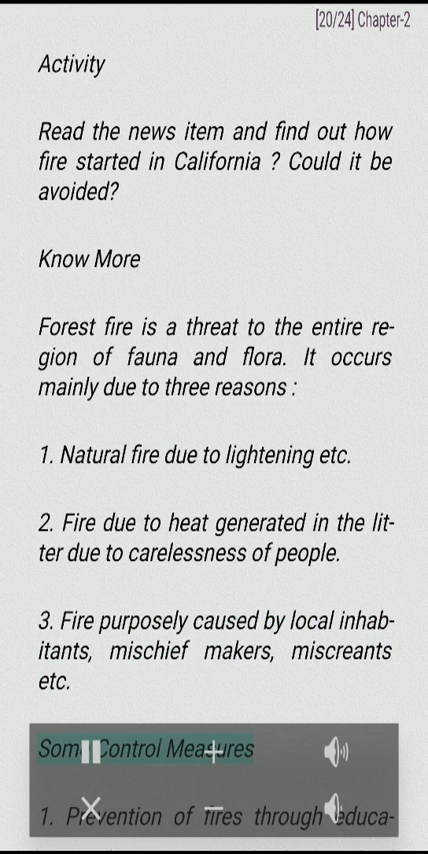 [20/24] Chapter-2
Activity
Read the news item and find out how
fire started in California ? Could it be
avoided?
Know More
Forest fire is a threat to the entire re-
gion of fauna and flora. It occurs
mainly due to three reasons :
1. Natural fire due to lightening etc.
2. Fire due to heat generated in the lit-
ter due to carelessness of people.
3. Fire purposely caused by local inhab-
itants, mischief makers, miscreants
etc.
Some Control Measures
1. Prevention of fires through educa-